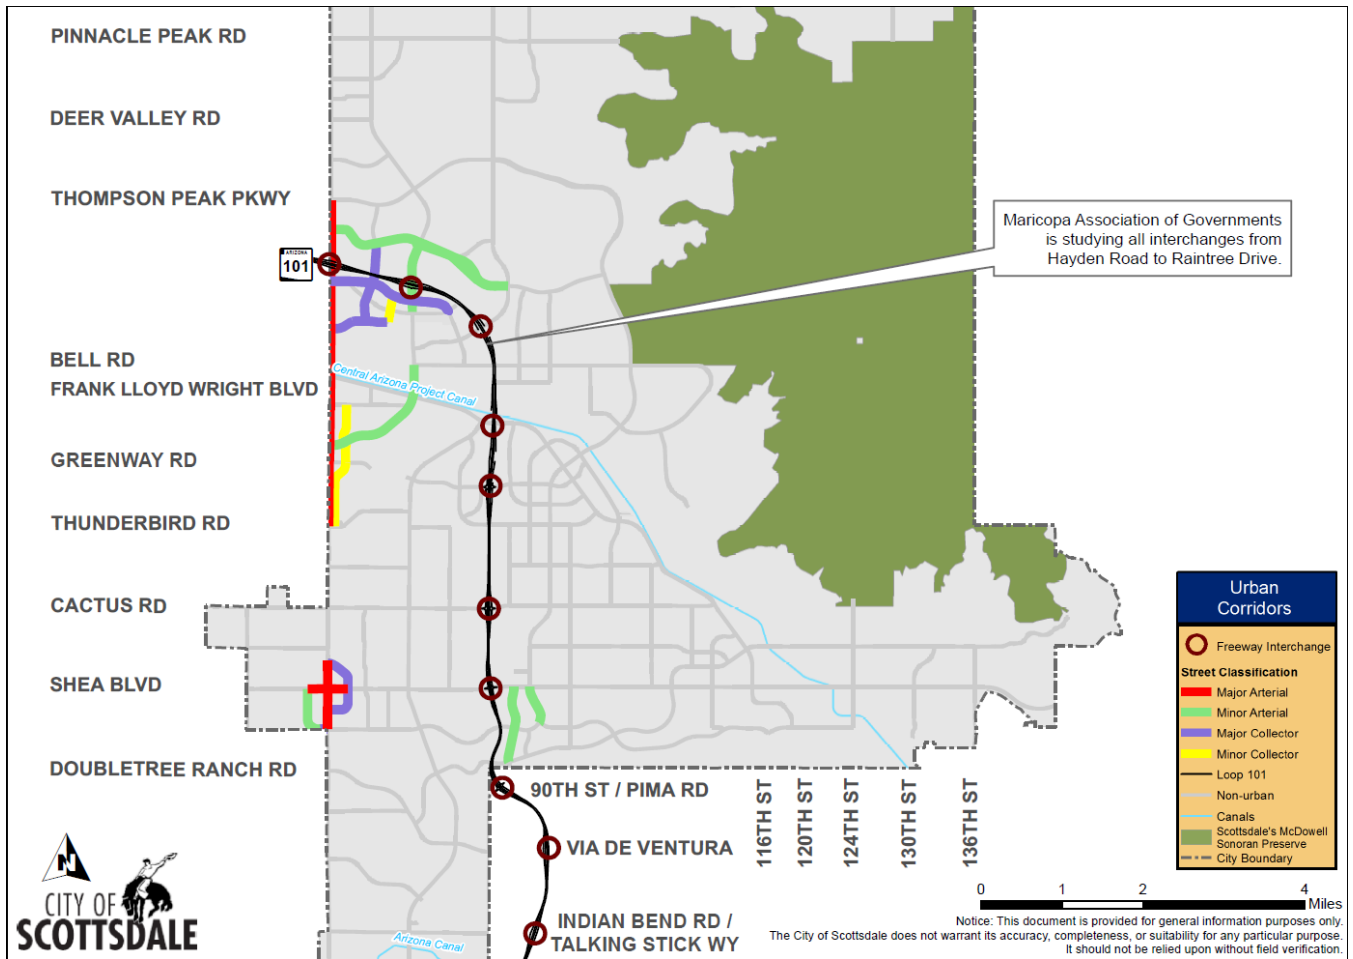 PINNACLE PEAK RD
DEER VALLEY RD
THOMPSON PEAK PKWY
ARIZONA
101
Maricopa Association of Governments
is studying all interchanges from
Hayden Road to Raintree Drive.
BELL RD
FRANK LLOYD WRIGHT BLVD
Central Arizona Project Canal
GREENWAY RD
THUNDERBIRD RD
CACTUS RD
SHEA BLVD
DOUBLETREE RANCH RD
90TH ST / PIMA RD
VIA DE VENTURA
INDIAN BEND RD /
TALKING STICK WY
116TH ST
120TH ST
124TH ST
130TH ST
136TH ST
Urban
Corridors
Freeway Interchange
Street Classification
Major Arterial
Minor Arterial
Major Collector
Minor Collector
Loop 101
Non-urban
Canals
Scottsdale's McDowell
Sonoran Preserve
City Boundary
N
CITY OF
SCOTTSDALE
Arizona Canal
0 1 2 4
Miles
Notice: This document is provided for general information purposes only.
The City of Scottsdale does not warrant its accuracy, completeness, or suitability for any particular purpose.
It should not be relied upon without field verification.